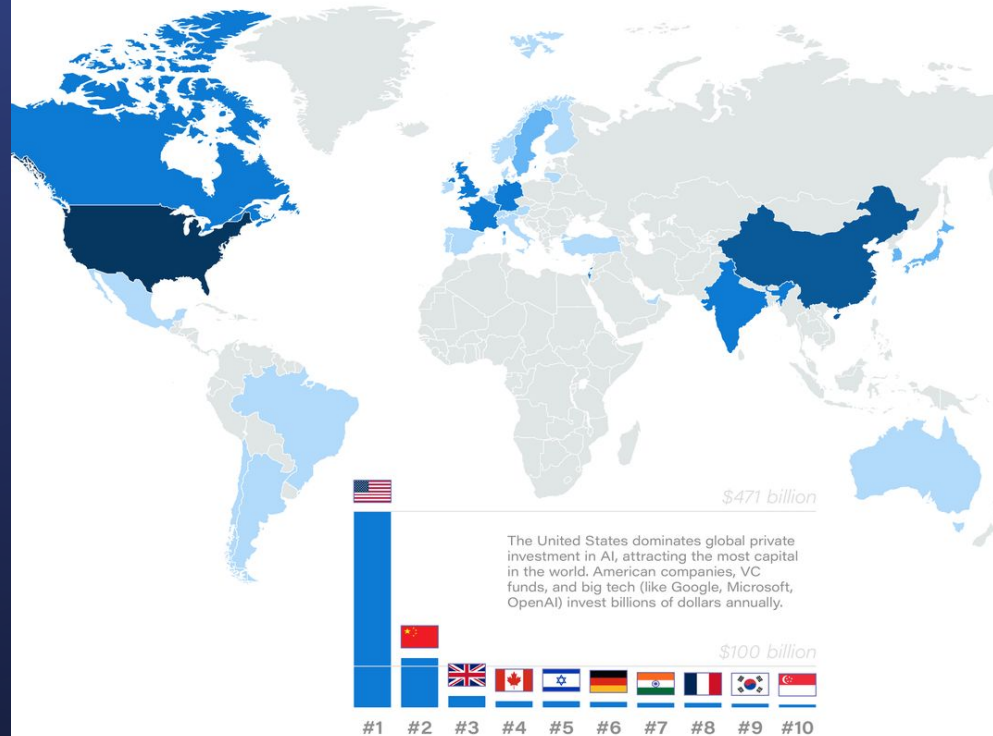 $471 billion
The United States dominates global private
investment in AI, attracting the most capital
in the world. American companies, VC
funds, and big tech (like Google, Microsoft,
OpenAI) invest billions of dollars annually.
$100 billion
#1 #2 #3 #4 #5 #6 #7 #8 #9 #10